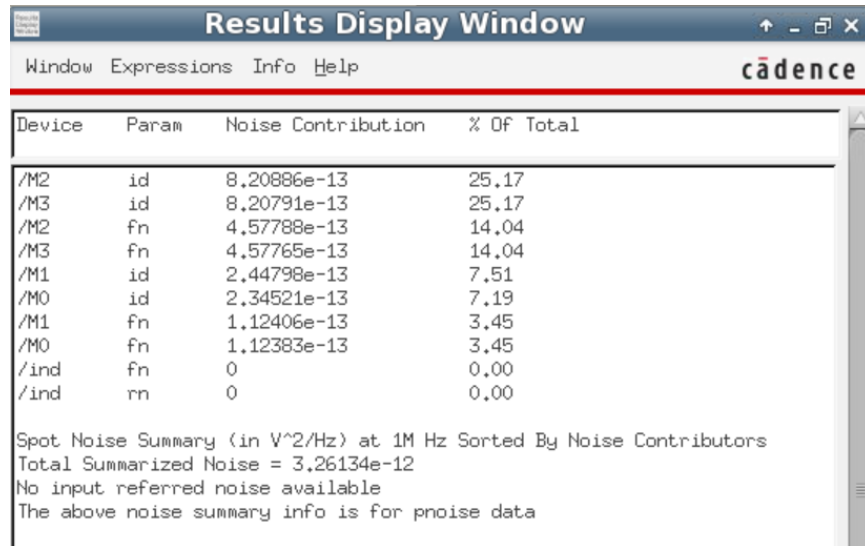 Results Display Window
Window Expressions Info Help
cādence
Device Param Noise Contribution % Of Total
/M2 id 8.20886e-13 25.17
/M3 id 8.20791e-13 25.17
/M2 fn 4.57788e-13 14.04
/M3 fn 4.57765e-13 14.04
/M1 id 2.44798e-13 7.51
/M0 id 2.34521e-13 7.19
/M1 fn 1.12406e-13 3.45
/M0 fn 1.12383e-13 3.45
/ind fn 0 0.00
/ind rn 0 0.00
Spot Noise Summary (in V^2/Hz) at 1M Hz Sorted By Noise Contributors
Total Summarized Noise = 3.26134e-12
No input referred noise available
The above noise summary info is for pnoise data